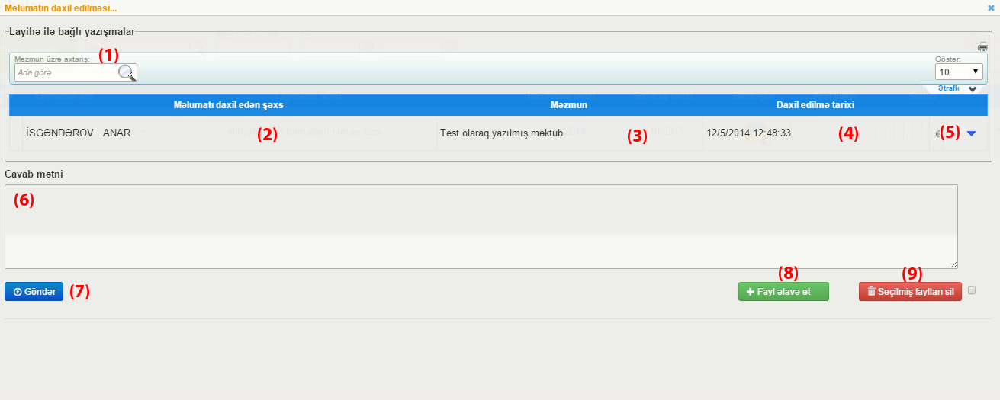 Məlumatın daxil edilməsi...
Layihə ilə bağlı yazışmalar
(1)
Məzmun üzrə axtarış:
Göstər:
Ada görə
10
Ətraflı
Məlumatı daxil edən şəxs Məzmun Daxil edilmə tarixi
İSGƏNDƏROV ANAR (2) Test olaraq yazılmış məktub (3) 12/5/2014 12:48:33 (4) (5)
Cavab mətni
(6)
(8) (9)
Göndər (7) Fayl əlavə et Seçilmiş faylları sil